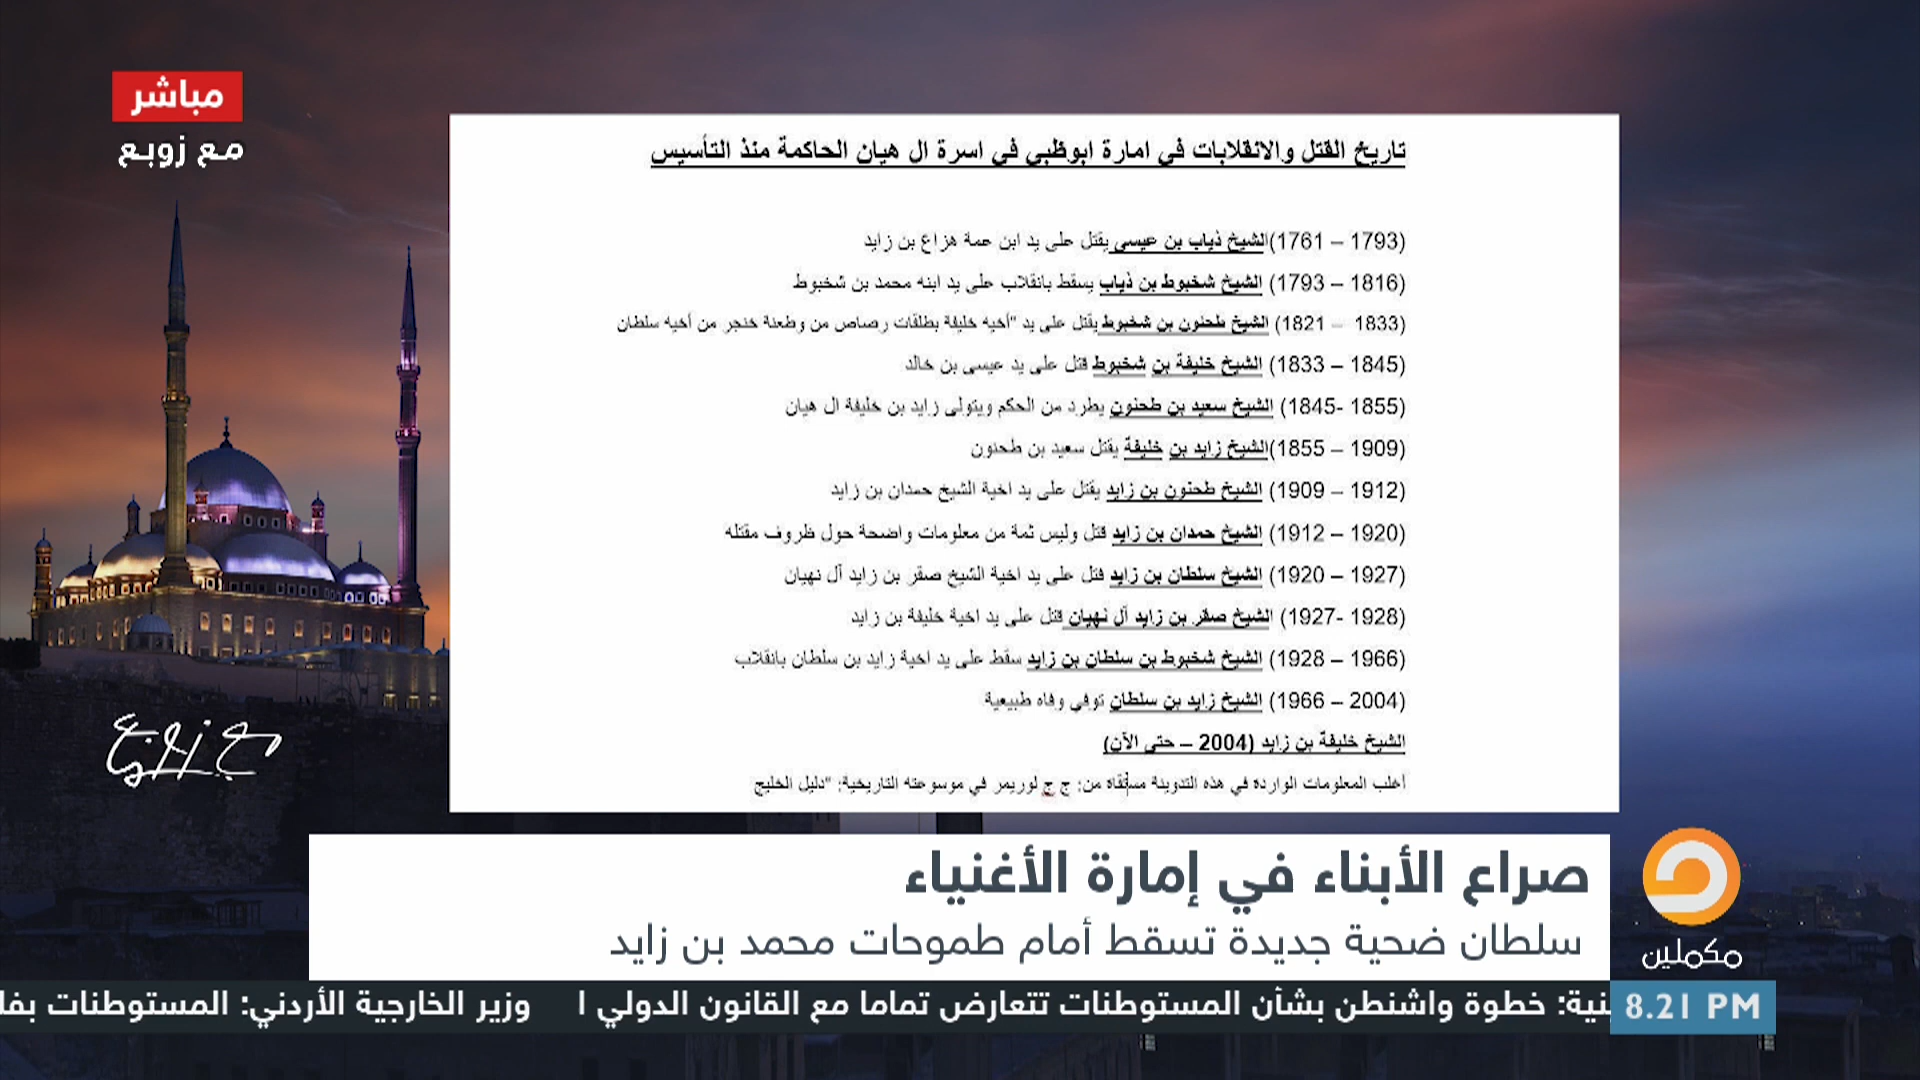 مباشر
مع زوبع
تاريخ القتل والانقلابات في امارة ابوظبي في اسرة ال هيان الحاكمة منذ التأسيس
(1761 – 1793)الشيخ ذياب بن عيسى يقتل على يد ابن عمة هزاع بن زايد
(1793 – 1816) الشيخ شخبوط بن ذياب يسقط بانقلاب على يد ابنه محمد بن شخبوط
(1821 – 1833) الشيخ طحنون بن شخبوط يقتل على يد "أخيه خليفة بطلقات رصاص من وطعنة خنجر من أخيه سلطان
(1833 – 1845) الشيخ خليفة بن شخبوط قتل على يد عيسى بن خالد
(1845- 1855) الشيخ سعيد بن طحنون يطرد من الحكم ويتولى زايد بن خليفة ال هيان
(1855 – 1909)الشيخ زايد بن خليفة يقتل سعيد بن طحنون
(1909 – 1912) الشيخ طحنون بن زايد يقتل على يد اخية الشيخ حمدان بن زايد
(1912 – 1920) الشيخ حمدان بن زايد قتل وليس ثمة من معلومات واضحة حول ظروف مقتله
(1920 – 1927) الشيخ سلطان بن زايد قتل على يد اخية الشيخ صقر بن زايد آل نهيان
(1927- 1928) الشيخ صقر بن زايد آل نهيان قتل على يد اخية خليفة بن زايد
(1928 – 1966) الشيخ شخبوط بن سلطان بن زايد سقط على يد اخية زايد بن سلطان بانقلاب
(1966 – 2004) الشيخ زايد بن سلطان توفي وفاه طبيعية
الشيخ خليفة بن زايد (2004 – حتى الآن)
أغلب المعلومات الواردة في هذه التدوينة مستقاة من: ج ج لوريمر في موسوعته التاريخية: "دليل الخليج
مع زوبع
صراع الأبناء في إمارة الأغنياء
سلطان ضحية جديدة تسقط أمام طموحات محمد بن زايد
مكملين
نية: خطوة واشنطن بشأن المستوطنات تتعارض تماما مع القانون الدولي ا وزير الخارجية الأردني: المستوطنات بفا
8.21 PM